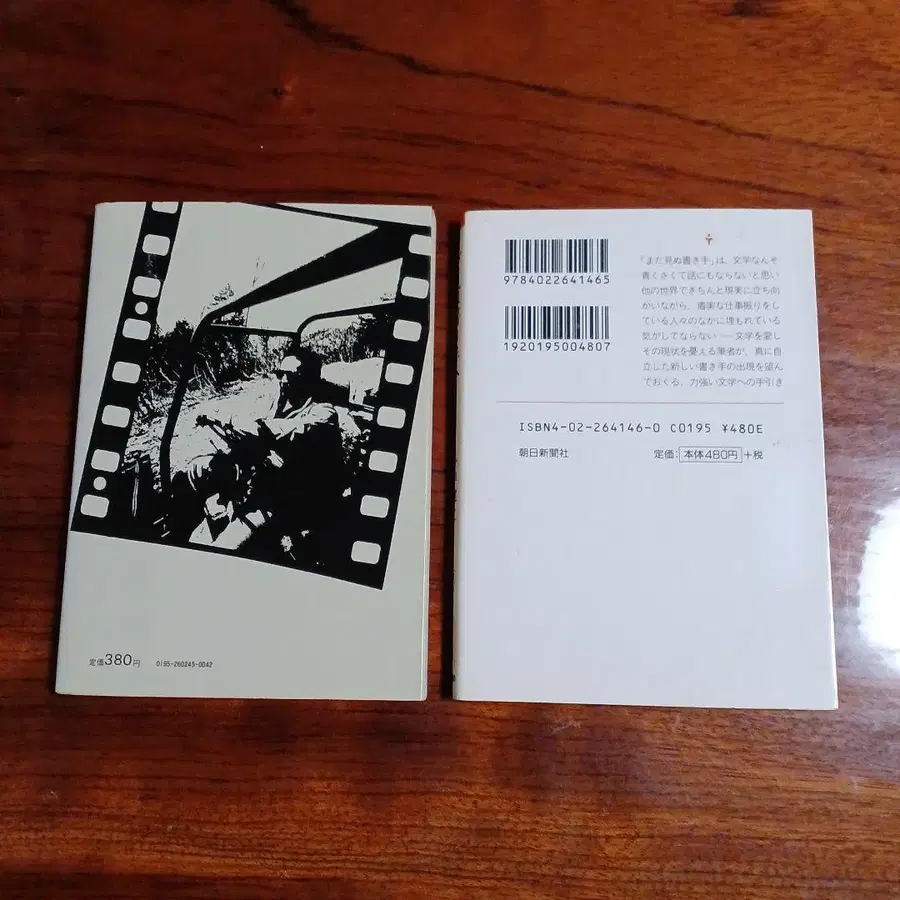 定価380円 0195-260245-0042
9784022641465
1920195004807
「まだ見ぬ書き手」は、文学なんぞ
青くさくて話にもならないと思い
他の世界できちんと現実に立ち向
かいながら、着実な仕事振りをし
ている人々のなかに埋もれている
気がしてならない──文学を愛し
その現状を憂える筆者が、真に自
立した新しい書き手の出現を望ん
でおくる、力強い文学への手引き
ISBN4-02-264146-0 C0195 ¥480E
朝日新聞社 定価:本体480円+税